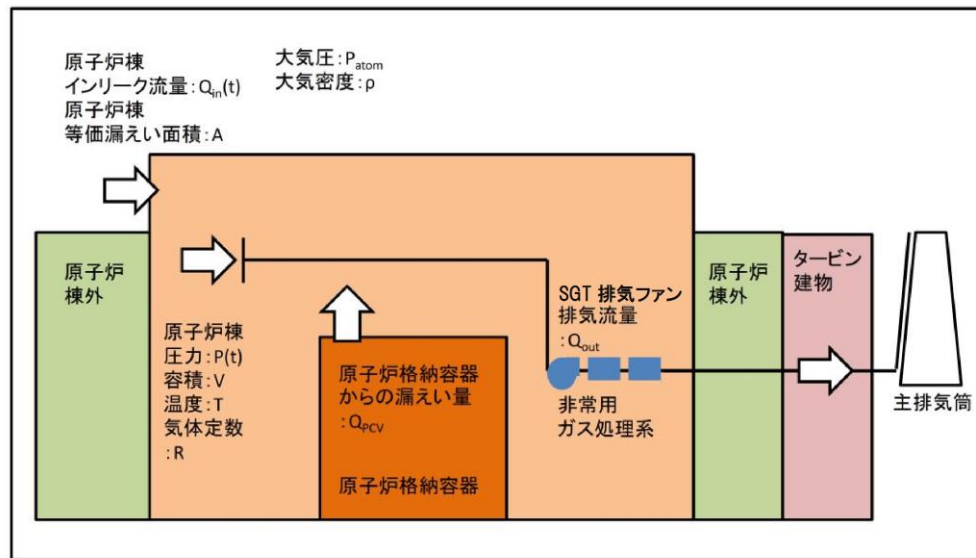 原子炉棟
インリーク流量:Qin(t)
原子炉棟
等価漏えい面積:A
大気圧:Patom
大気密度:ρ
原子炉
棟外
原子炉棟
圧力:P(t)
容積:V
温度:T
気体定数
:R
原子炉格納容器
からの漏えい量
:QPCV
原子炉格納容器
SGT 排気ファン
排気流量
:Qout
非常用
ガス処理系
原子炉
棟外
タービン
建物
主排気筒